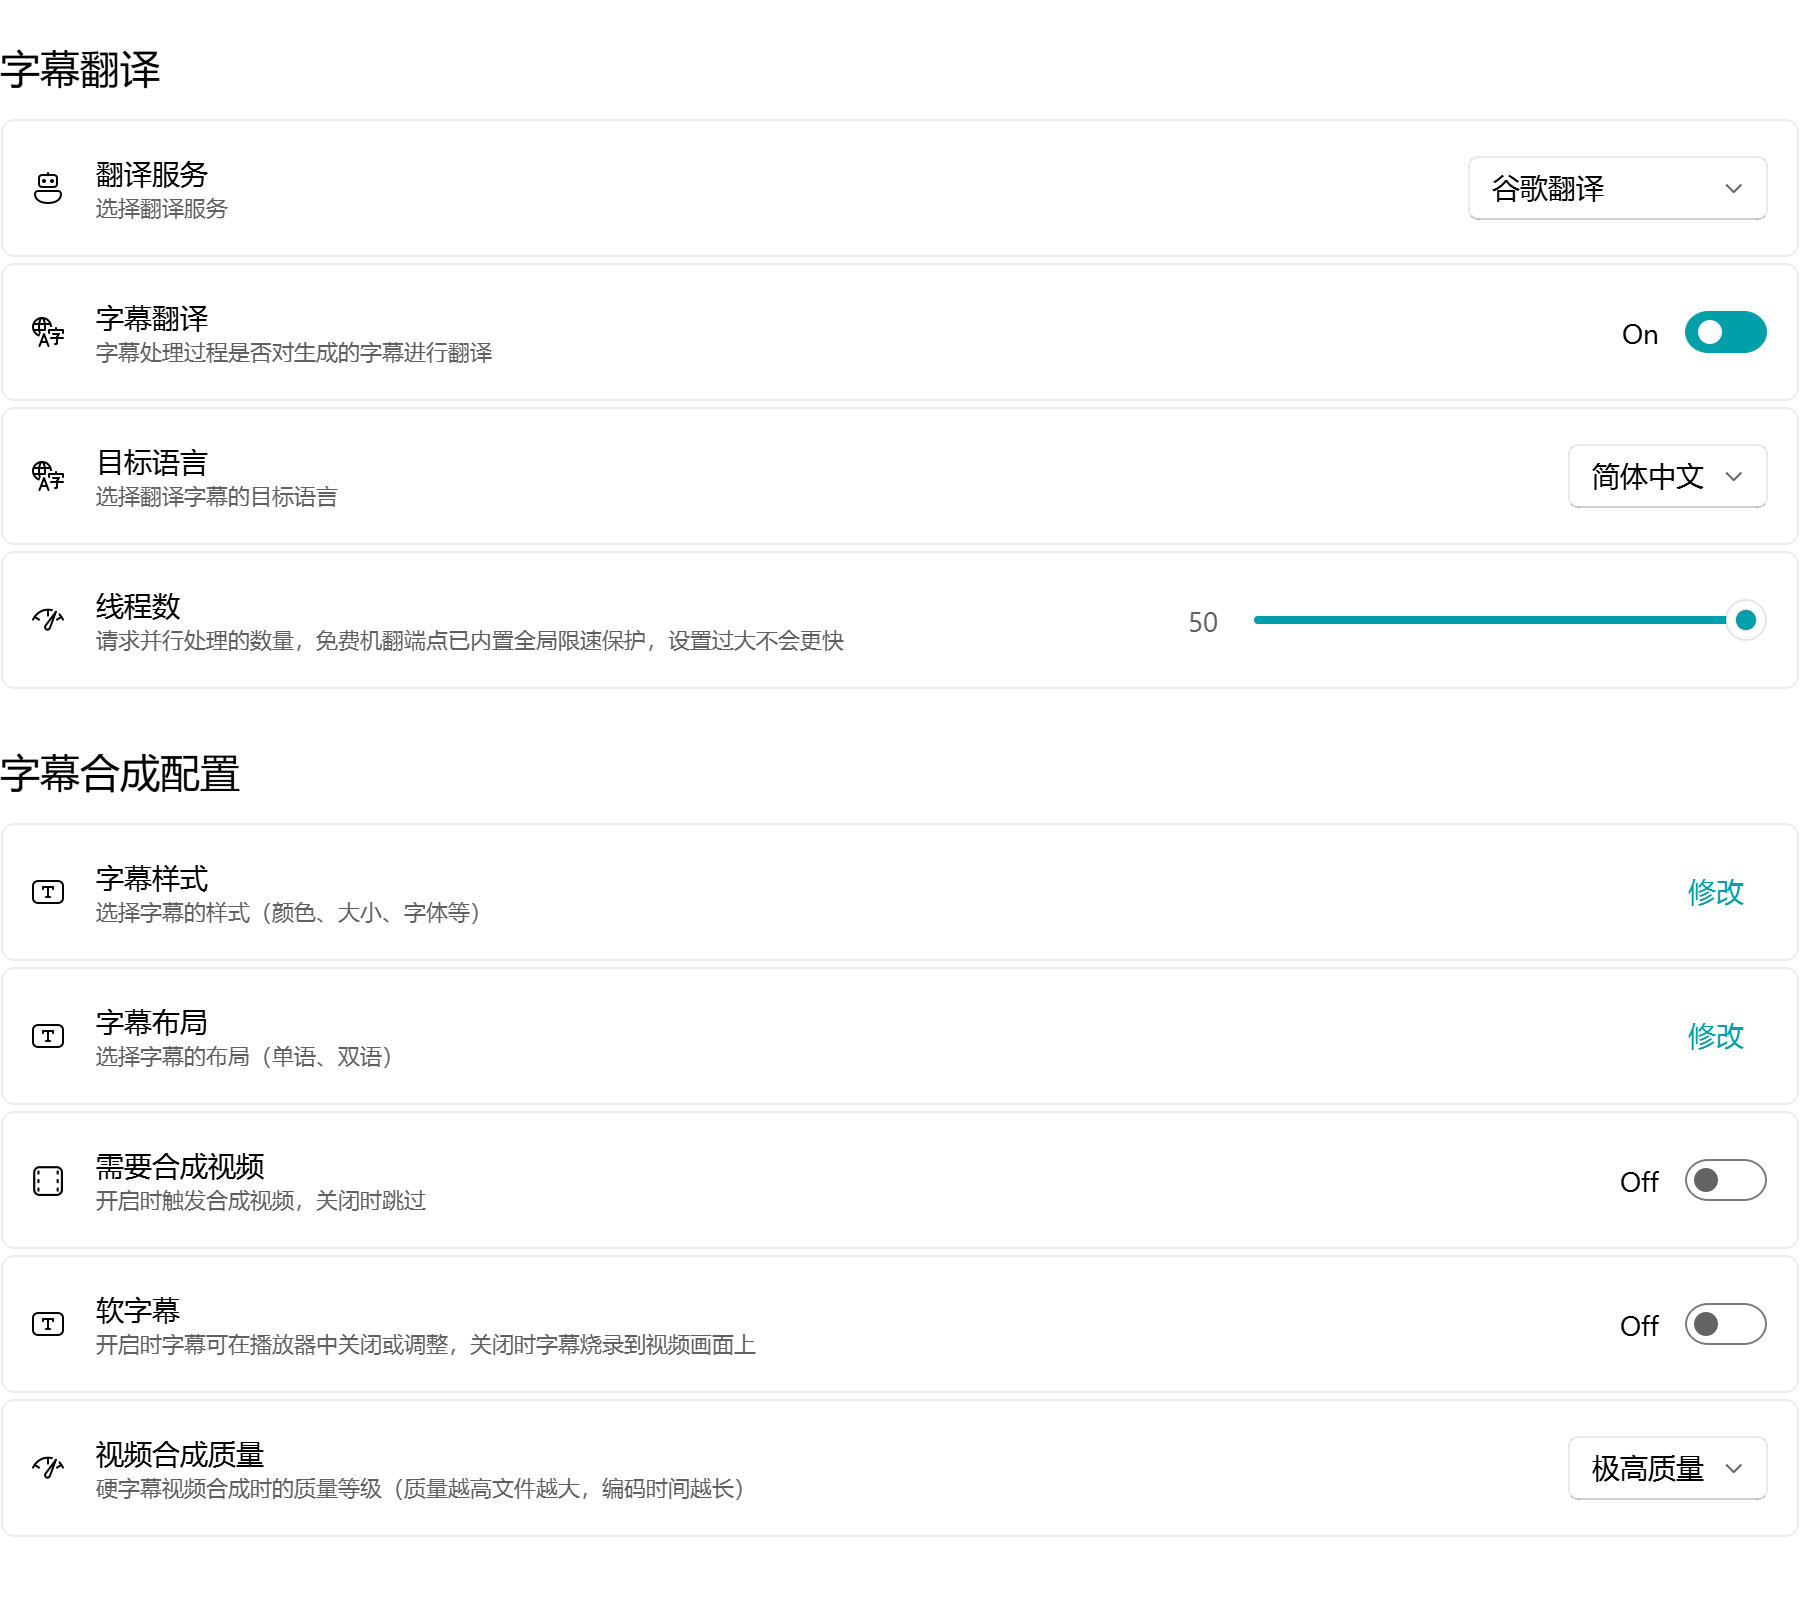 字幕翻译
翻译服务
选择翻译服务
谷歌翻译
字幕翻译
字幕处理过程是否对生成的字幕进行翻译
On
目标语言
选择翻译字幕的目标语言
简体中文
线程数
请求并行处理的数量，免费机翻端点已内置全局限速保护，设置过大不会更快
50
字幕合成配置
字幕样式
选择字幕的样式（颜色、大小、字体等）
修改
字幕布局
选择字幕的布局（单语、双语）
修改
需要合成视频
开启时触发合成视频，关闭时跳过
Off
软字幕
开启时字幕可在播放器中关闭或调整，关闭时字幕烧录到视频画面上
Off
视频合成质量
硬字幕视频合成时的质量等级（质量越高文件越大，编码时间越长）
极高质量